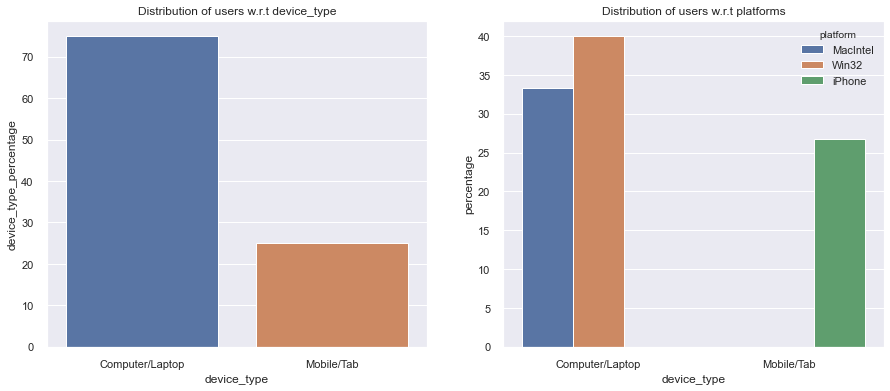 Distribution of users w.r.t device_type
device_type_percentage
70
60
50
40
30
20
10
0
Computer/Laptop
Mobile/Tab
device_type
Distribution of users w.r.t platforms
percentage
40
35
30
25
20
15
10
5
0
platform
MacIntel
Win32
iPhone
Computer/Laptop
Mobile/Tab
device_type